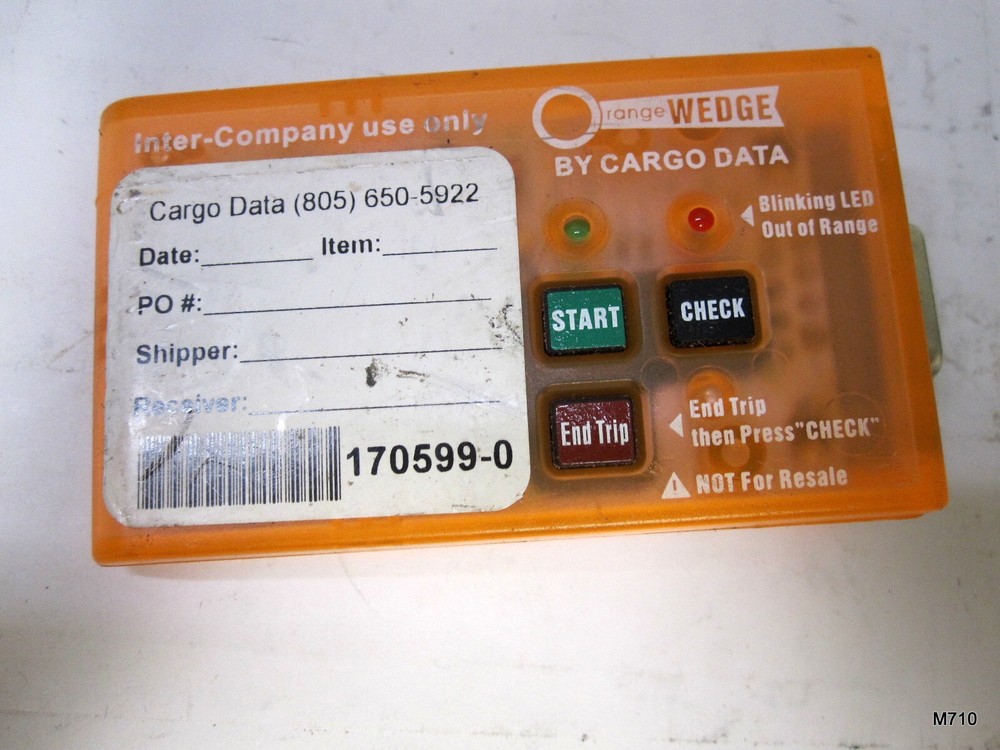 Inter-Company use only
Orange WEDGE
BY CARGO DATA
Cargo Data (805) 650-5922
Date: Item:
PO #:
Shipper:
Receiver:
170599-0
Blinking LED
Out of Range
START
CHECK
End Trip
End Trip
then Press"CHECK"
NOT For Resale
M710